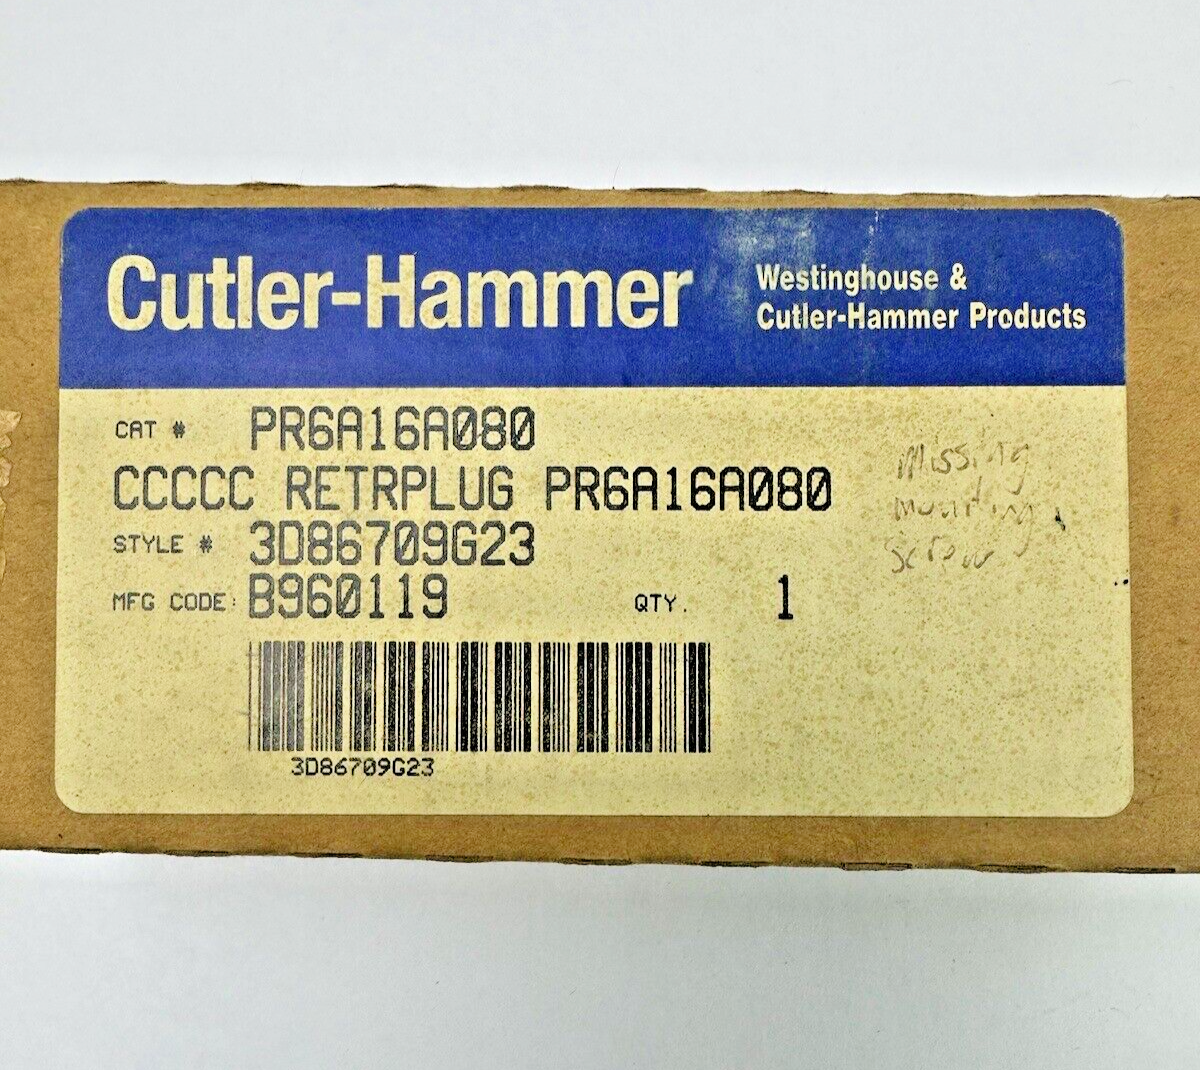 Cutler-Hammer
Westinghouse &
Cutler-Hammer Products
CAT # PR6A16A080
CCCCC RETRPLUG PR6A16A080
STYLE # 3D86709G23
MFG CODE: B960119 QTY. 1
3D86709G23
Missing
mounting
screw